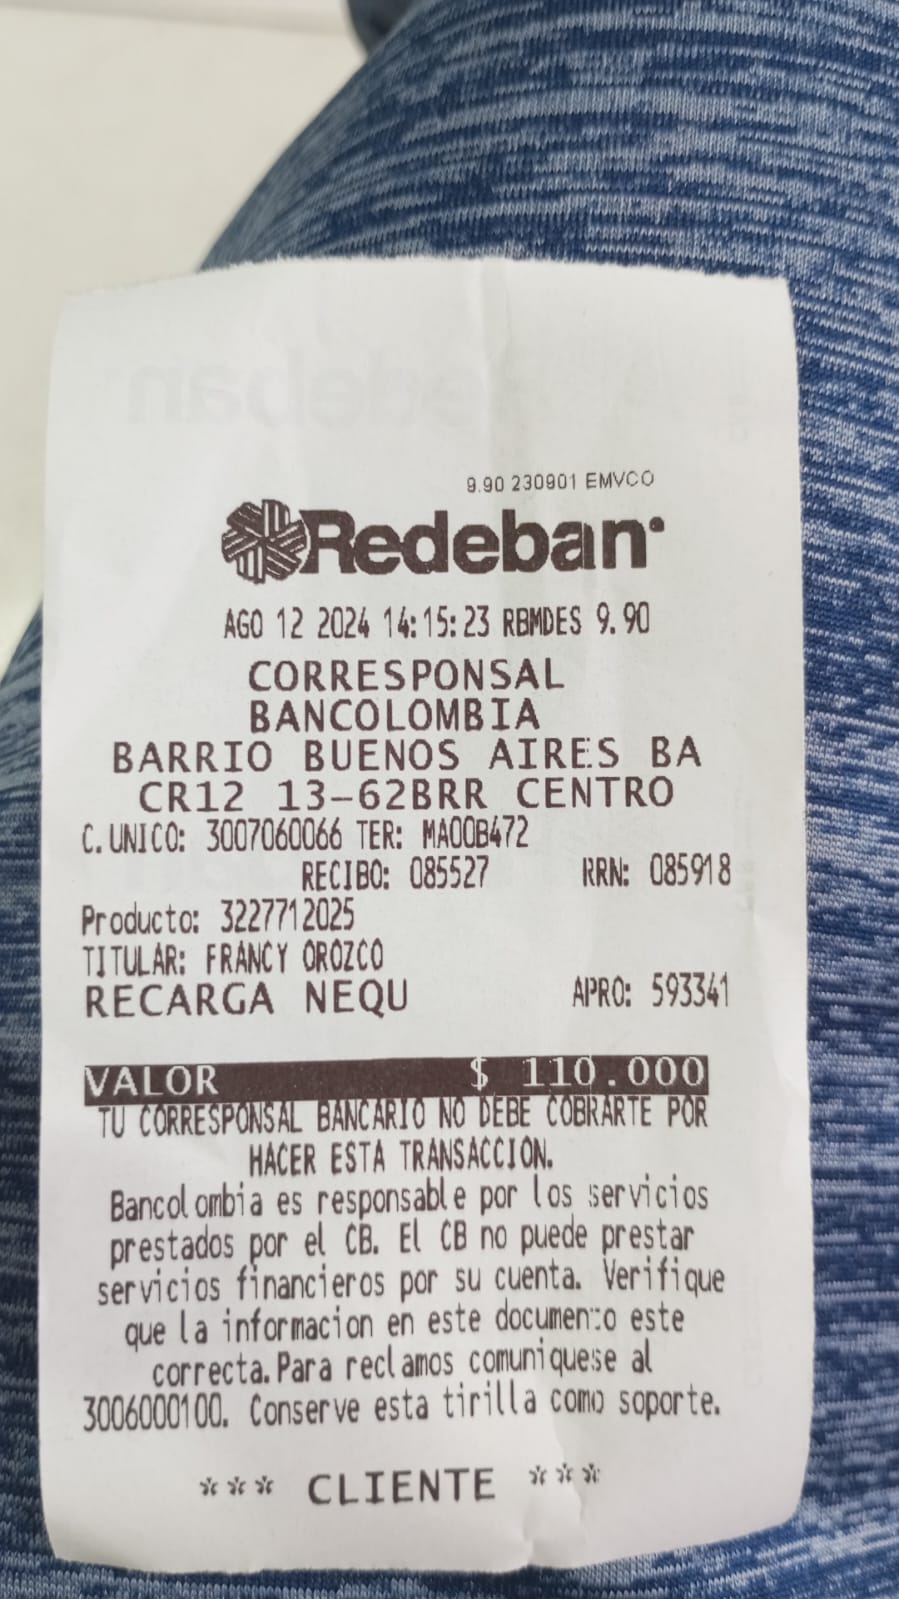 9.90 230901 EMVCO
Redeban
AGO 12 2024 14:15:23 RBMDES 9.90
CORRESPONSAL
BANCOLOMBIA
BARRIO BUENOS AIRES BA
CR12 13-62BRR CENTRO
C. UNICO: 3007060066 TER: MA00B472
RECIBO: 085527 RRN: 085918
Producto: 3227712025
TITULAR: FRANCY OROZCO
RECARGA NEQU APRO: 593341
VALOR $ 110.000
TU CORRESPONSAL BANCARIO NO DEBE COBRARTE POR
HACER ESTA TRANSACCION.
Bancolombia es responsable por los servicios
prestados por el CB. El CB no puede prestar
servicios financieros por su cuenta. Verifique
que la informacion en este documento este
correcta. Para reclamos comuniquese al
3006000100. Conserve esta tirilla como soporte.
*** CLIENTE ***